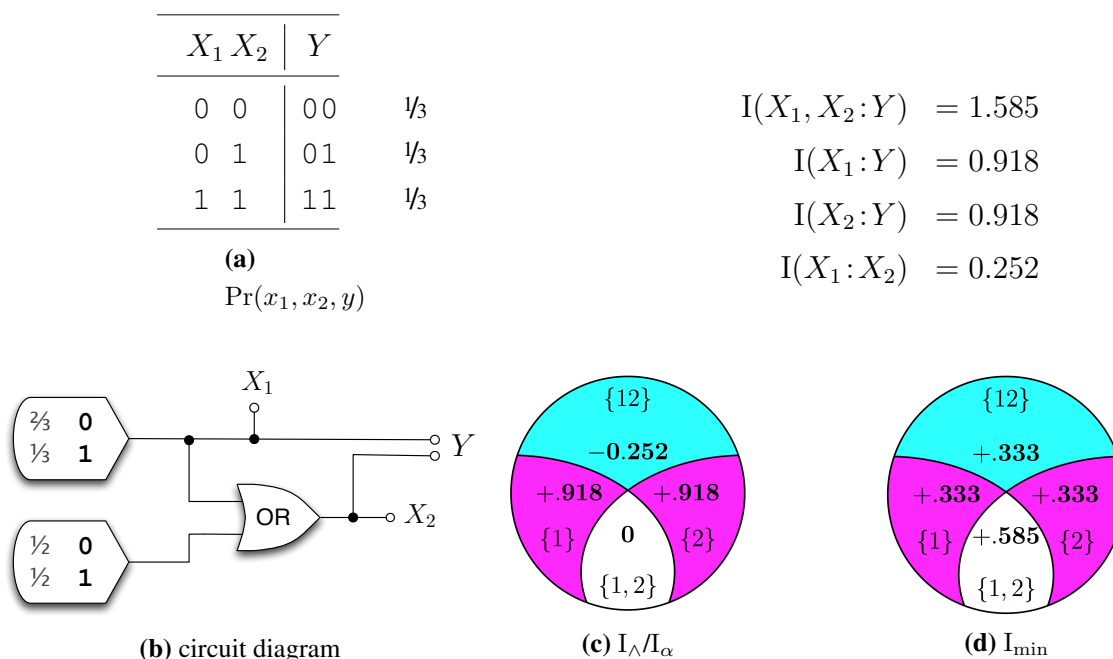 X₁ X₂ Y
0 0 00 ⅓
0 1 01 ⅓
1 1 11 ⅓
(a)
Pr(x₁, x₂, y)
I(X₁, X₂ : Y) = 1.585
I(X₁ : Y) = 0.918
I(X₂ : Y) = 0.918
I(X₁ : X₂) = 0.252
X₁
⅔ 0
⅓ 1
Y
OR
X₂
½ 0
½ 1
(b) circuit diagram
{12}
−0.252
+.918 +.918
{1} 0 {2}
{1, 2}
(c) I∧/Iα
{12}
+.333
+.333 +.333
+.585
{1} {2}
{1, 2}
(d) Imin